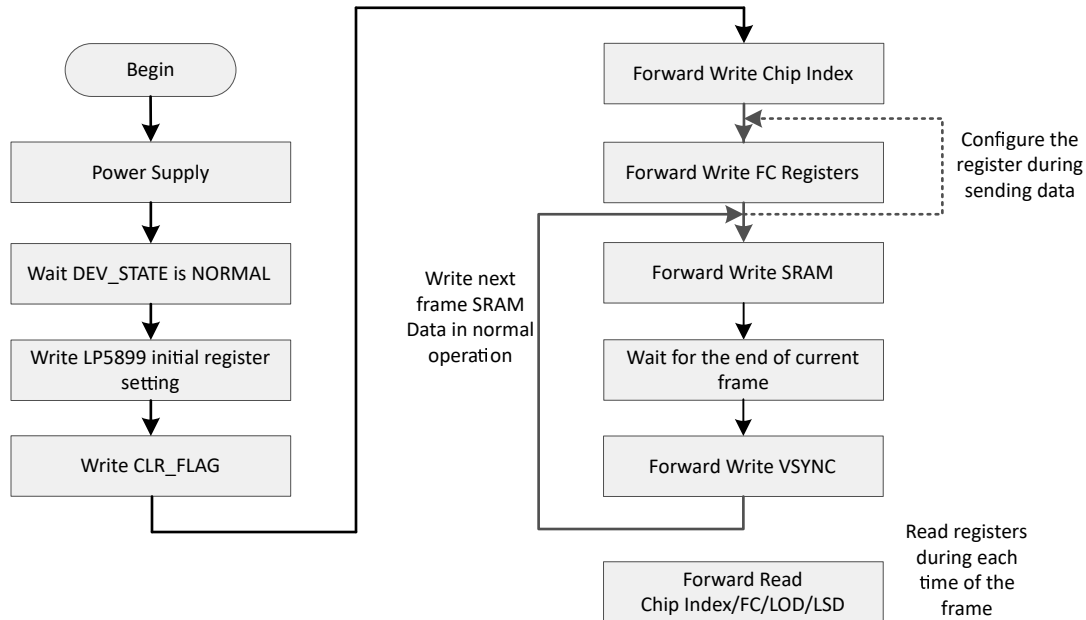 Begin
Power Supply
Wait DEV_STATE is NORMAL
Write LP5899 initial register
setting
Write CLR_FLAG
Forward Write Chip Index
Configure the
register during
sending data
Forward Write FC Registers
Write next
frame SRAM
Data in normal
operation
Forward Write SRAM
Wait for the end of current
frame
Forward Write VSYNC
Read registers
during each
time of the
frame
Forward Read
Chip Index/FC/LOD/LSD